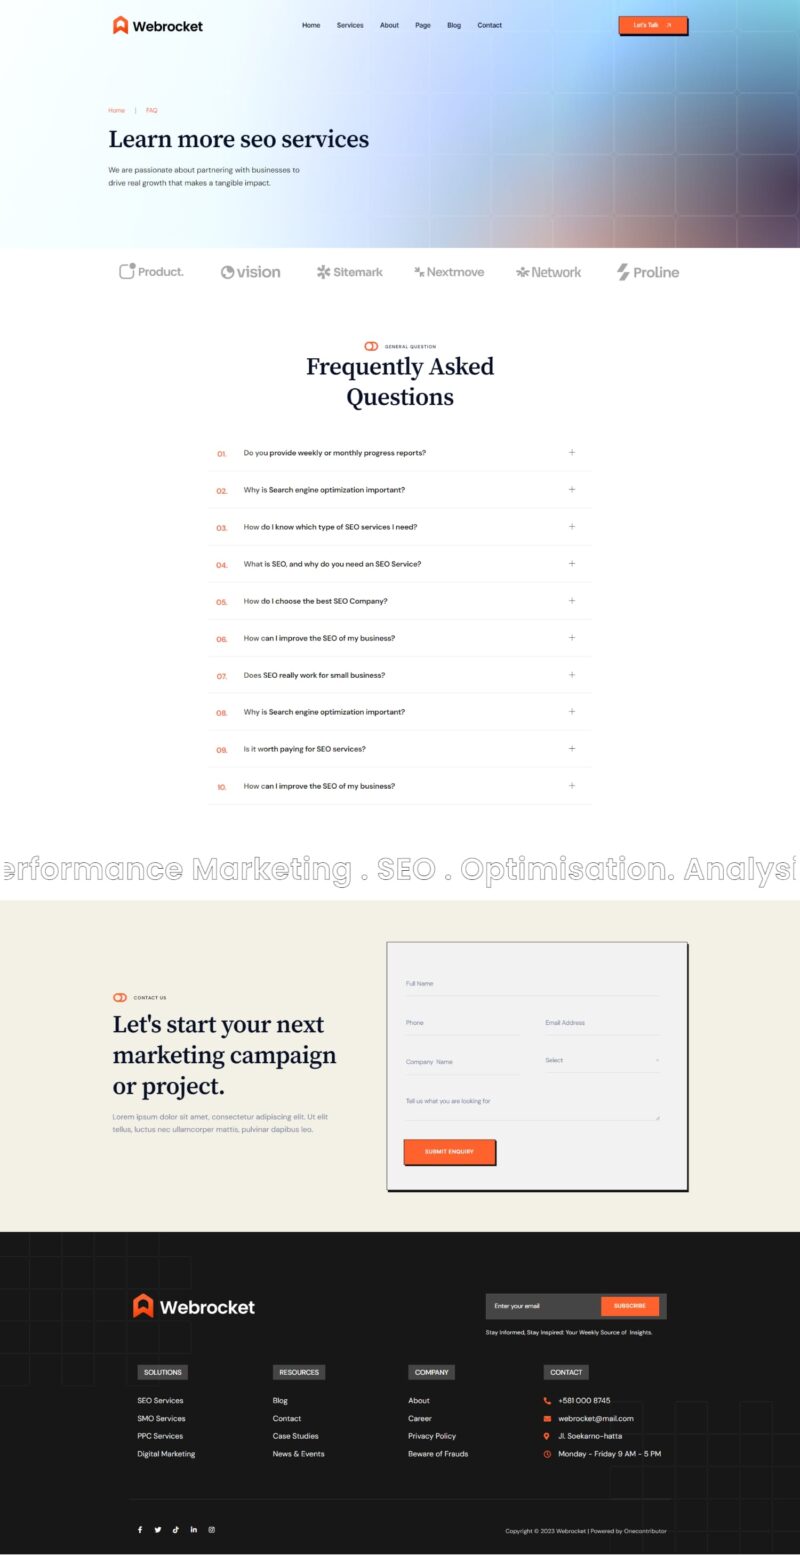 Webrocket
Home Services About Page Blog Contact
Let's Talk
Home | FAQ
Learn more seo services
We are passionate about partnering with businesses to
drive real growth that makes a tangible impact.
Product. vision Sitemark Nextmove Network Proline
GENERAL QUESTION
Frequently Asked
Questions
01. Do you provide weekly or monthly progress reports? +
02. Why is Search engine optimization important? +
03. How do I know which type of SEO services I need? +
04. What is SEO, and why do you need an SEO Service? +
05. How do I choose the best SEO Company? +
06. How can I improve the SEO of my business? +
07. Does SEO really work for small business? +
08. Why is Search engine optimization important? +
09. Is it worth paying for SEO services? +
10. How can I improve the SEO of my business? +
erformance Marketing . SEO . Optimisation. Analysi
CONTACT US
Let's start your next
marketing campaign
or project.
Lorem ipsum dolor sit amet, consectetur adipiscing elit. Ut elit
tellus, luctus nec ullamcorper mattis, pulvinar dapibus leo.
Full Name
Phone Email Address
Company Name Select
Tell us what you are looking for
SUBMIT ENQUIRY
Webrocket
Enter your email SUBSCRIBE
Stay Informed, Stay Inspired: Your Weekly Source of Insights.
SOLUTIONS RESOURCES COMPANY CONTACT
SEO Services Blog About +581 000 8745
SMO Services Contact Career webrocket@mail.com
PPC Services Case Studies Privacy Policy Jl. Soekarno-hatta
Digital Marketing News & Events Beware of Frauds Monday - Friday 9 AM - 5 PM
Copyright © 2023 Webrocket | Powered by Onecontributor